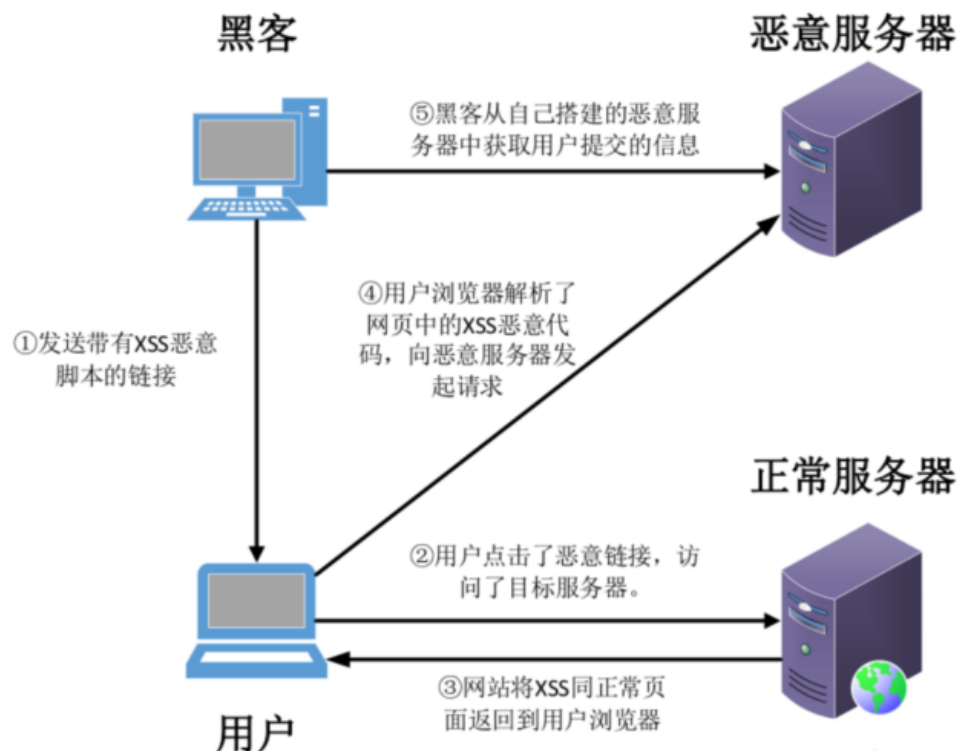 黑客
恶意服务器
⑤黑客从自己搭建的恶意服
务器中获取用户提交的信息
④用户浏览器解析了
网页中的XSS恶意代
码，向恶意服务器发
起请求
①发送带有XSS恶意
脚本的链接
正常服务器
②用户点击了恶意链接，访
问了目标服务器。
③网站将XSS同正常页
面返回到用户浏览器
用户